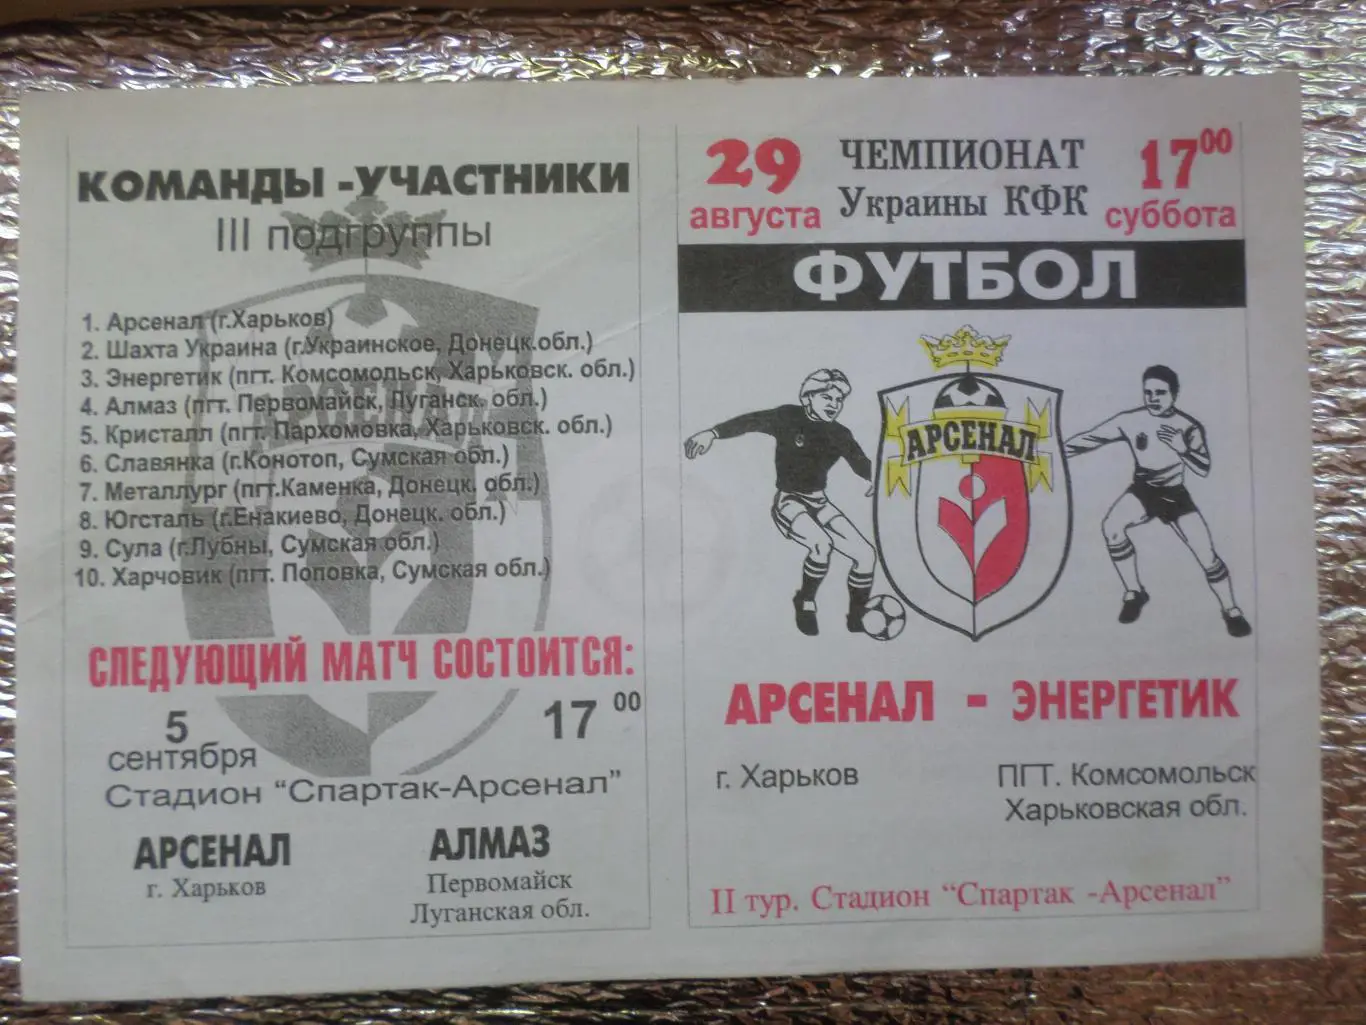 КОМАНДЫ -УЧАСТНИКИ
III подгруппы
1. Арсенал (г.Харьков)
2. Шахта Украина (г.Украинское, Донецк.обл.)
3. Энергетик (пгт. Комсомольск, Харьковск. обл.)
4. Алмаз (пгт. Первомайск, Луганск. обл.)
5. Кристалл (пгт. Пархомовка, Харьковск. обл.)
6. Славянка (г.Конотоп, Сумская обл.)
7. Металлург (пгт.Каменка, Донецк. обл.)
8. Югсталь (г.Енакиево, Донецк. обл.)
9. Сула (г.Лубны, Сумская обл.)
10. Харчовик (пгт. Поповка, Сумская обл.)
СЛЕДУЮЩИЙ МАТЧ СОСТОИТСЯ:
5 17 00
сентября
Стадион "Спартак-Арсенал"
АРСЕНАЛ АЛМАЗ
г. Харьков Первомайск
Луганская обл.
29 ЧЕМПИОНАТ 17 00
августа Украины КФК суббота
ФУТБОЛ
АРСЕНАЛ
АРСЕНАЛ - ЭНЕРГЕТИК
г. Харьков ПГТ. Комсомольск
Харьковская обл.
II тур. Стадион "Спартак -Арсенал"